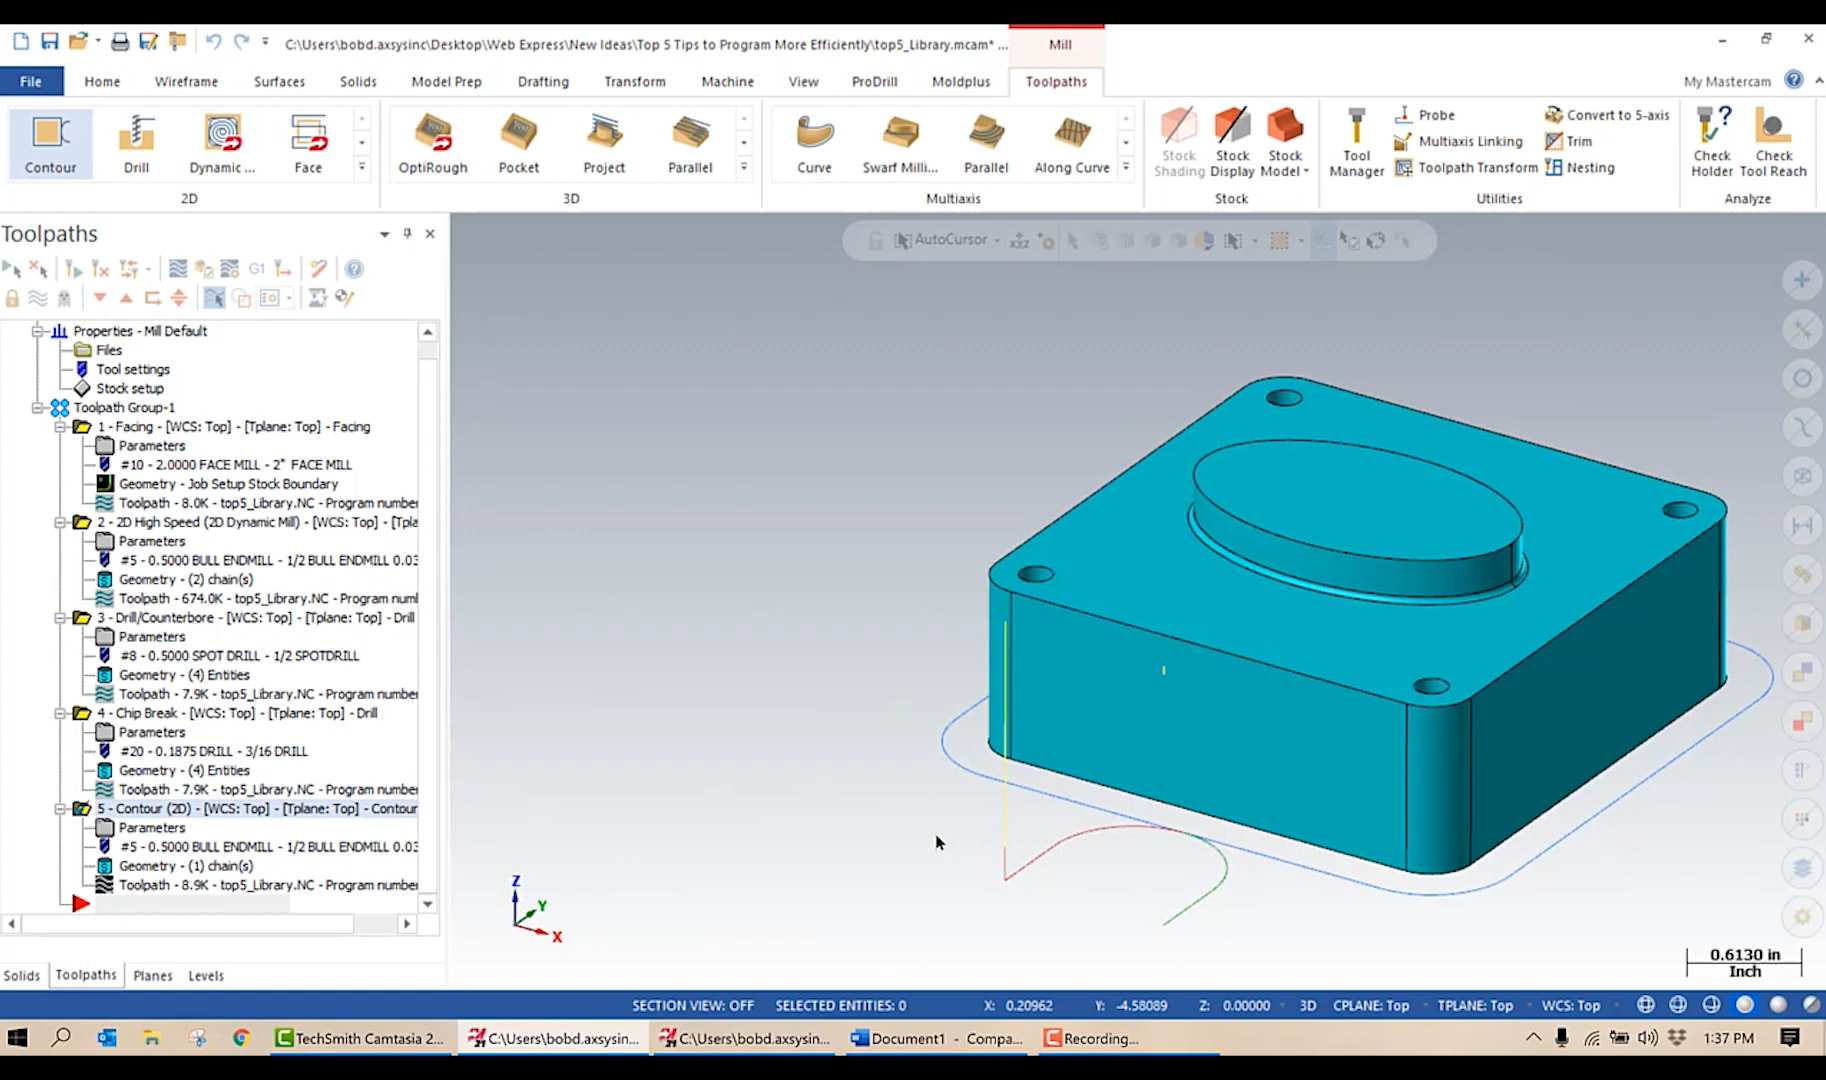 C:\Users\bobd.axsysinc\Desktop\Web Express\New Ideas\Top 5 Tips to Program More Efficiently\top5_Library.mcam* ...
Mill
File
Home
Wireframe
Surfaces
Solids
Model Prep
Drafting
Transform
Machine
View
ProDrill
Moldplus
Toolpaths
My Mastercam
Contour
Drill
Dynamic ...
Face
2D
OptiRough
Pocket
Project
Parallel
3D
Curve
Swarf Milli...
Parallel
Along Curve
Multiaxis
Stock Shading
Stock Display
Stock Model
Stock
Tool Manager
Probe
Multiaxis Linking
Toolpath Transform
Convert to 5-axis
Trim
Nesting
Utilities
Check Holder
Check Tool Reach
Analyze
Toolpaths
G1
AutoCursor
xyz
Properties - Mill Default
Files
Tool settings
Stock setup
Toolpath Group-1
1 - Facing - [WCS: Top] - [Tplane: Top] - Facing
Parameters
#10 - 2.0000 FACE MILL - 2" FACE MILL
Geometry - Job Setup Stock Boundary
Toolpath - 8.0K - top5_Library.NC - Program number
2 - 2D High Speed (2D Dynamic Mill) - [WCS: Top] - [Tpla
Parameters
#5 - 0.5000 BULL ENDMILL - 1/2 BULL ENDMILL 0.03
Geometry - (2) chain(s)
Toolpath - 674.0K - top5_Library.NC - Program num
3 - Drill/Counterbore - [WCS: Top] - [Tplane: Top] - Drill
Parameters
#8 - 0.5000 SPOT DRILL - 1/2 SPOTDRILL
Geometry - (4) Entities
Toolpath - 7.9K - top5_Library.NC - Program number
4 - Chip Break - [WCS: Top] - [Tplane: Top] - Drill
Parameters
#20 - 0.1875 DRILL - 3/16 DRILL
Geometry - (4) Entities
Toolpath - 7.9K - top5_Library.NC - Program number
5 - Contour (2D) - [WCS: Top] - [Tplane: Top] - Contour
Parameters
#5 - 0.5000 BULL ENDMILL - 1/2 BULL ENDMILL 0.03
Geometry - (1) chain(s)
Toolpath - 8.9K - top5_Library.NC - Program number
Z
Y
X
0.6130 in
Inch
Solids
Toolpaths
Planes
Levels
SECTION VIEW: OFF
SELECTED ENTITIES: 0
X: 0.20962
Y: -4.58089
Z: 0.00000
3D
CPLANE: Top
TPLANE: Top
WCS: Top
TechSmith Camtasia 2...
C:\Users\bobd.axsysin...
C:\Users\bobd.axsysin...
Document1 - Compa...
Recording...
1:37 PM